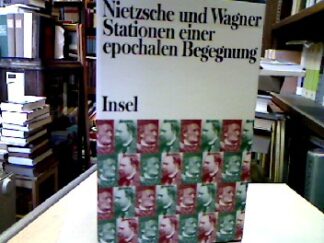 Nietzsche und Wagner
Stationen einer
epochalen Begegnung
Insel